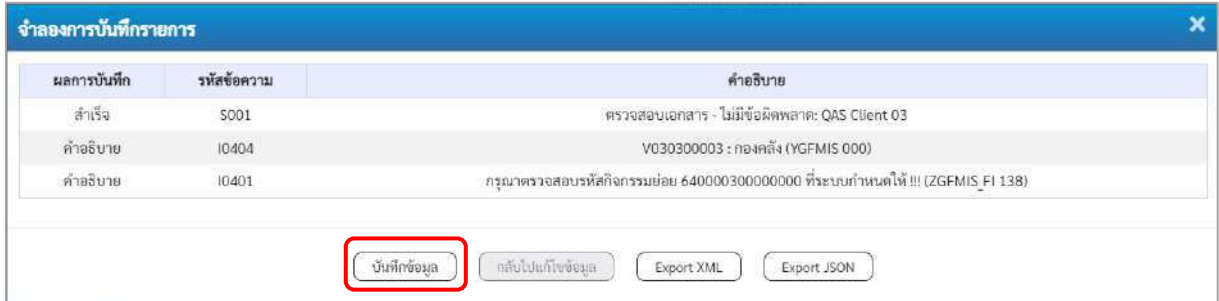 จำลองการบันทึกรายการ
ผลการบันทึก รหัสข้อความ คำอธิบาย
สำเร็จ S001 ตรวจสอบเอกสาร - ไม่มีข้อผิดพลาด: QAS Client 03
คำอธิบาย I0404 V030300003 : กองคลัง (YGFMIS 000)
คำอธิบาย I0401 กรุณาตรวจสอบรหัสกิจกรรมย่อย 640000300000000 ที่ระบบกำหนดให้ !!! (ZGFMIS_FI 138)
บันทึกข้อมูล กลับไปแก้ไขข้อมูล Export XML Export JSON